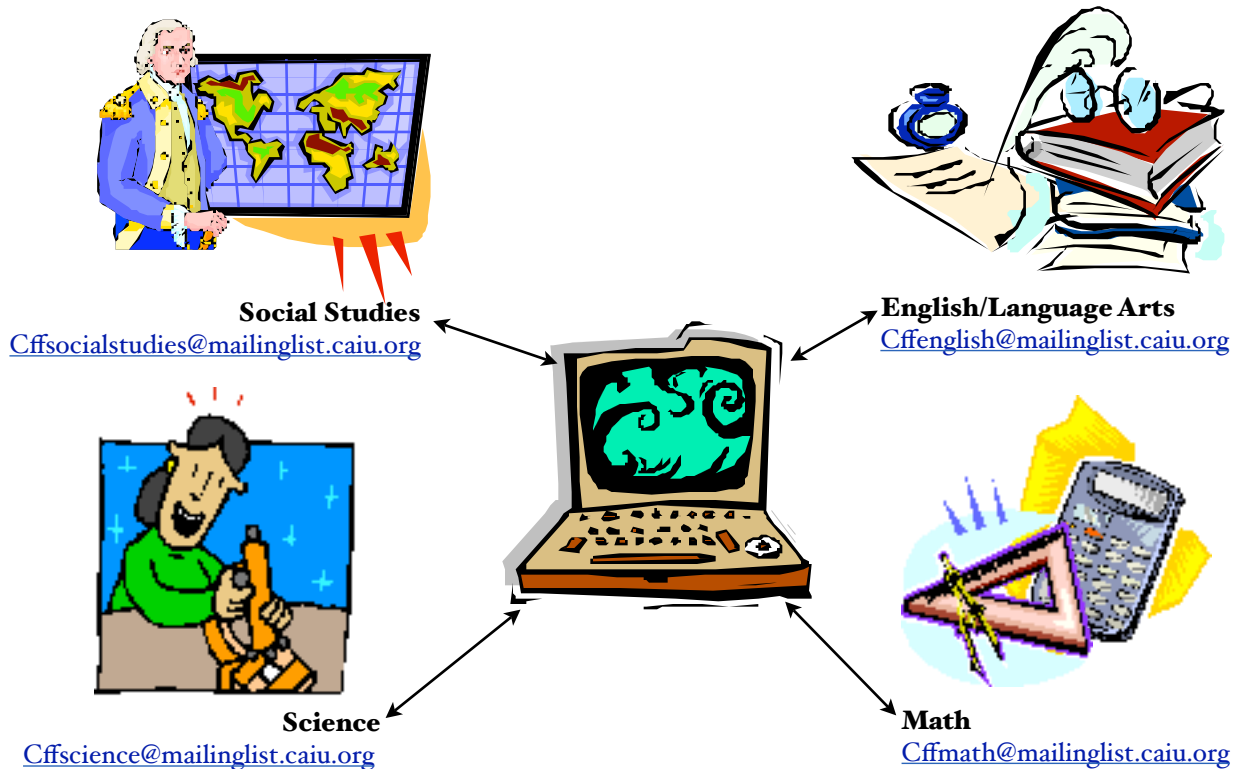 Social Studies
Cffsocialstudies@mailinglist.caiu.org
English/Language Arts
Cffenglish@mailinglist.caiu.org
Science
Cffscience@mailinglist.caiu.org
Math
Cffmath@mailinglist.caiu.org